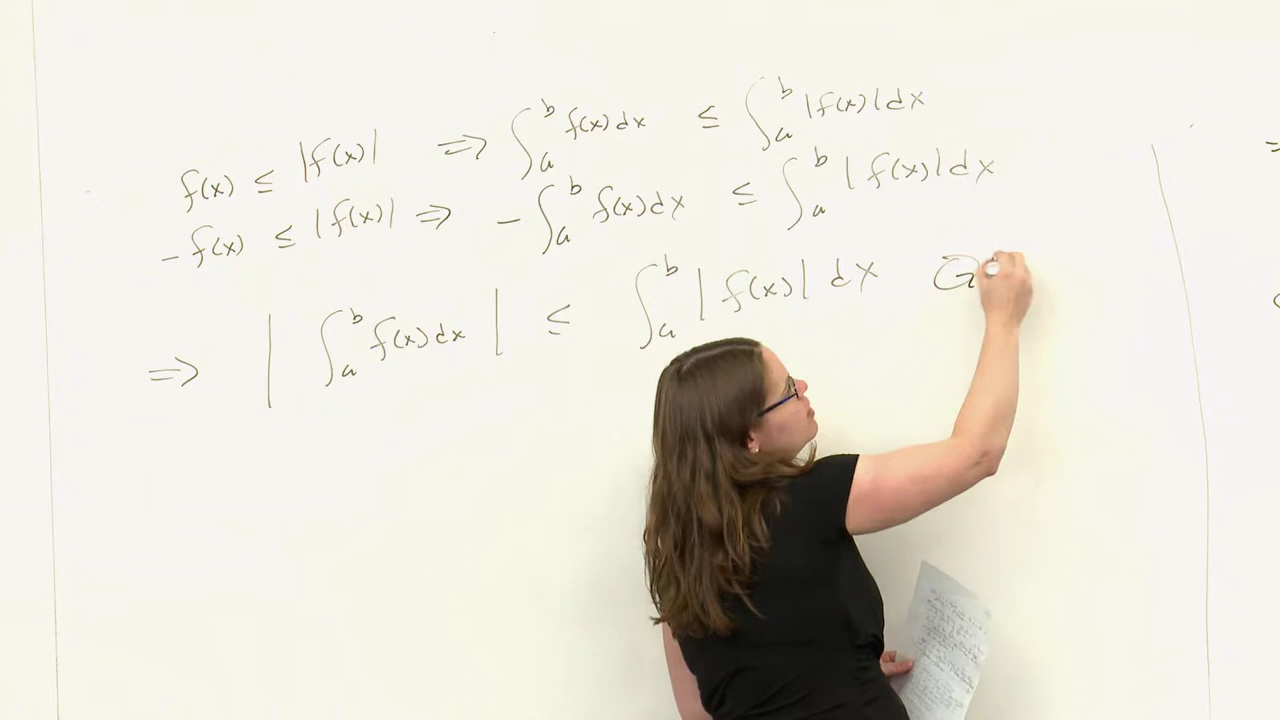 f(x) ≤ |f(x)| ⇒ ∫_a^b f(x)dx ≤ ∫_a^b |f(x)|dx
-f(x) ≤ |f(x)| ⇒ -∫_a^b f(x)dx ≤ ∫_a^b |f(x)|dx
⇒ |∫_a^b f(x)dx| ≤ ∫_a^b |f(x)|dx